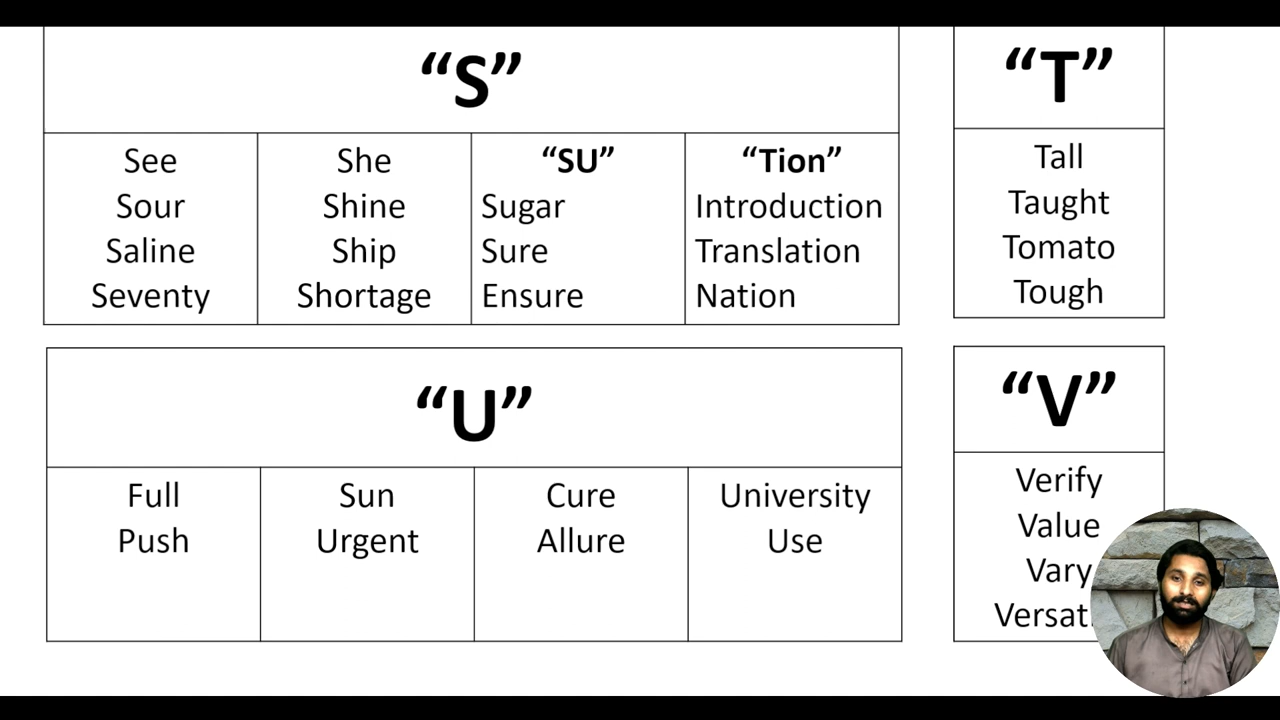 “S”
See
Sour
Saline
Seventy
She
Shine
Ship
Shortage
“SU”
Sugar
Sure
Ensure
“Tion”
Introduction
Translation
Nation
“T”
Tall
Taught
Tomato
Tough
“U”
Full
Push
Sun
Urgent
Cure
Allure
University
Use
“V”
Verify
Value
Vary